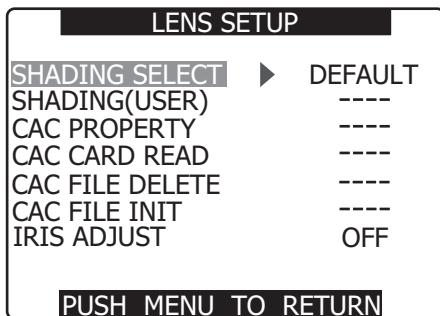 LENS SETUP
SHADING SELECT ▶ DEFAULT
SHADING(USER) ----
CAC PROPERTY ----
CAC CARD READ ----
CAC FILE DELETE ----
CAC FILE INIT ----
IRIS ADJUST OFF
PUSH MENU TO RETURN